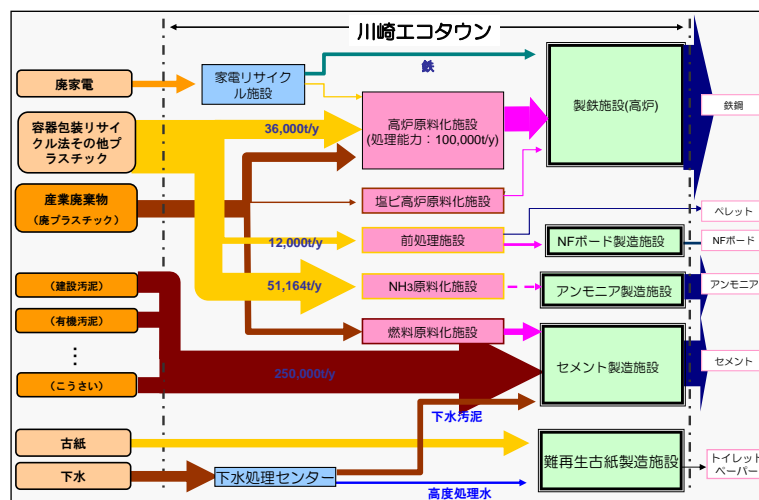 川崎エコタウン
廃家電
家電リサイク
ル施設
鉄
製鉄施設(高炉)
鉄鋼
容器包装リサイ
クル法その他プ
ラスチック
36,000t/y
高炉原料化施設
(処理能力：100,000t/y)
産業廃棄物
(廃プラスチック)
塩ビ高炉原料化施設
ペレット
12,000t/y
前処理施設
NFボード製造施設
NFボード
(建設汚泥)
51,164t/y
NH3原料化施設
アンモニア製造施設
アンモニア
(有機汚泥)
燃料原料化施設
⋮
セメント製造施設
セメント
(こうさい)
250,000t/y
下水汚泥
古紙
難再生古紙製造施設
トイレット
ペーパー
下水
下水処理センター
高度処理水